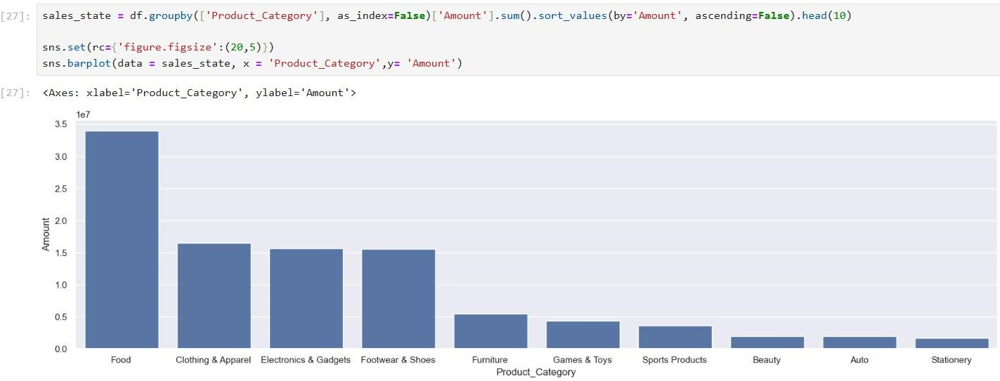 [27]: sales_state = df.groupby(['Product_Category'], as_index=False)['Amount'].sum().sort_values(by='Amount', ascending=False).head(10)
sns.set(rc={'figure.figsize':(20,5)})
sns.barplot(data = sales_state, x = 'Product_Category',y= 'Amount')
[27]: <Axes: xlabel='Product_Category', ylabel='Amount'>
1e7
3.5
3.0
2.5
2.0
1.5
1.0
0.5
0.0
Amount
Food Clothing & Apparel Electronics & Gadgets Footwear & Shoes Furniture Games & Toys Sports Products Beauty Auto Stationery
Product_Category